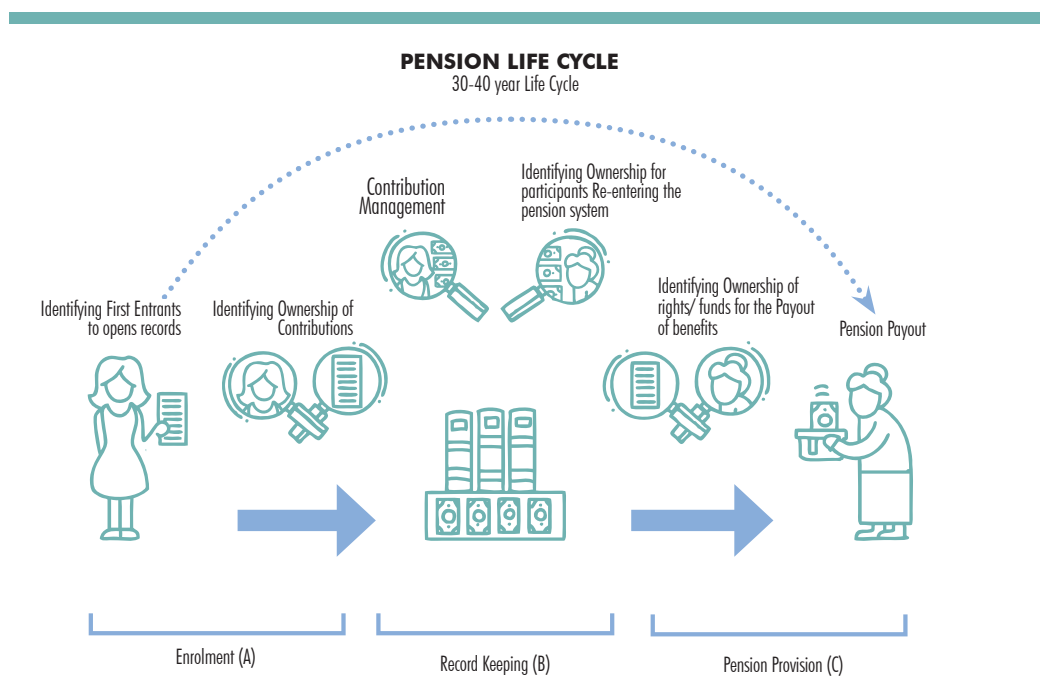 PENSION LIFE CYCLE
30-40 year Life Cycle
Contribution
Management
Identifying Ownership for
participants Re-entering the
pension system
Identifying First Entrants
to opens records
Identifying Ownership of
Contributions
Identifying Ownership of
rights/ funds for the Payout
of benefits
Pension Payout
Enrolment (A)
Record Keeping (B)
Pension Provision (C)